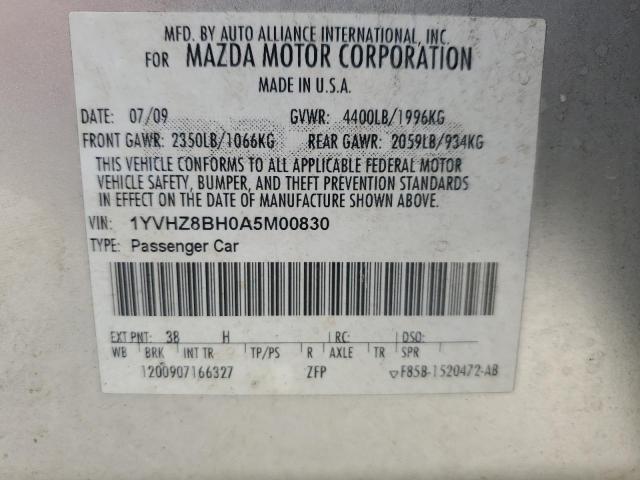 MFD. BY AUTO ALLIANCE INTERNATIONAL, INC.
FOR MAZDA MOTOR CORPORATION
MADE IN U.S.A.
DATE: 07/09 GVWR: 4400LB/1996KG
FRONT GAWR: 2350LB/1066KG REAR GAWR: 2059LB/934KG
THIS VEHICLE CONFORMS TO ALL APPLICABLE FEDERAL MOTOR
VEHICLE SAFETY, BUMPER, AND THEFT PREVENTION STANDARDS
IN EFFECT ON THE DATE OF MANUFACTURE SHOWN ABOVE.
VIN: 1YVHZ8BH0A5M00830
TYPE: Passenger Car
EXT PNT: 38 H RC: DSO:
WB BRK INT TR TP/PS R AXLE TR SPR
1200907166327 ZFP F85B-1520472-AB